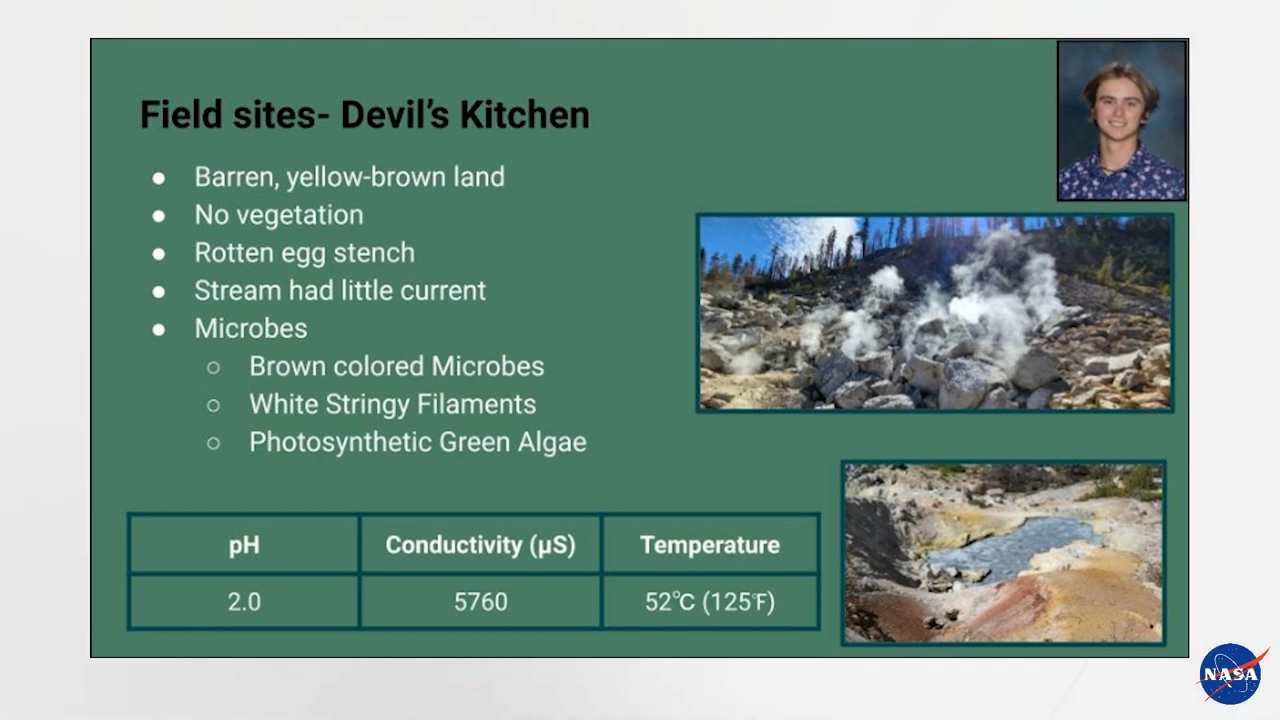 Field sites- Devil’s Kitchen
● Barren, yellow-brown land
● No vegetation
● Rotten egg stench
● Stream had little current
● Microbes
○ Brown colored Microbes
○ White Stringy Filaments
○ Photosynthetic Green Algae
pH Conductivity (µS) Temperature
2.0 5760 52℃ (125℉)
NASA